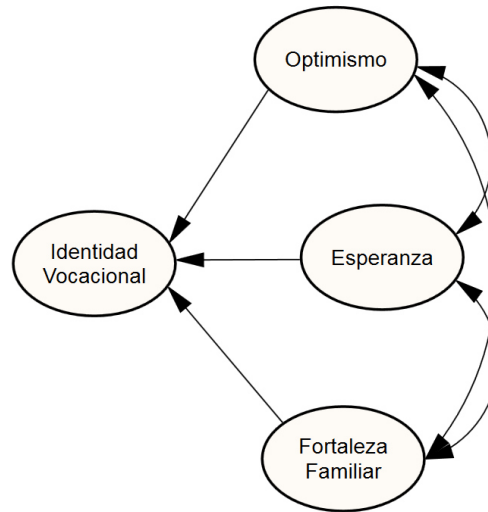 Optimismo
Identidad
Vocacional
Esperanza
Fortaleza
Familiar